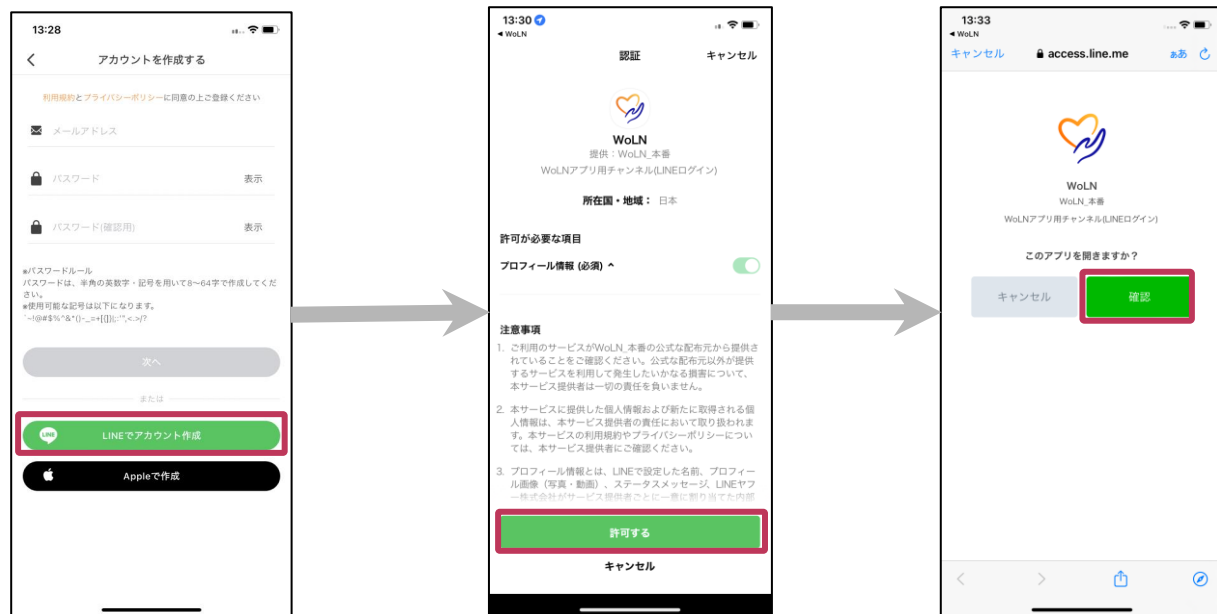 13:28
アカウントを作成する
利用規約とプライバシーポリシーに同意の上ご登録ください
メールアドレス
パスワード
表示
パスワード(確認用)
表示
※パスワードルール
パスワードは、半角の英数字・記号を用いて8〜64字で作成してくだ
さい。
※使用可能な記号は以下になります。
次へ
または
LINE
LINEでアカウント作成
Appleで作成
13:30
◀ WoLN
認証
キャンセル
WoLN
提供：WoLN_本番
WoLNアプリ用チャンネル(LINEログイン)
所在国・地域： 日本
許可が必要な項目
プロフィール情報 (必須)
注意事項
1. ご利用のサービスがWoLN_本番の公式な配布元から提供さ
れていることをご確認ください。公式な配布元以外が提供
するサービスを利用して発生したいかなる損害について、
本サービス提供者は一切の責任を負いません。
2. 本サービスに提供した個人情報および新たに取得される個
人情報は、本サービス提供者の責任において取り扱われま
す。本サービスの利用規約やプライバシーポリシーについ
ては、本サービス提供者にご確認ください。
3. プロフィール情報とは、LINEで設定した名前、プロフィー
ル画像（写真・動画）、ステータスメッセージ、LINEヤフ
ー株式会社がサービス提供者ごとに一意に割り当てた内部
許可する
キャンセル
13:33
◀ WoLN
キャンセル
access.line.me
ぁあ
WoLN
WoLN_本番
WoLNアプリ用チャンネル(LINEログイン)
このアプリを開きますか？
キャンセル
確認